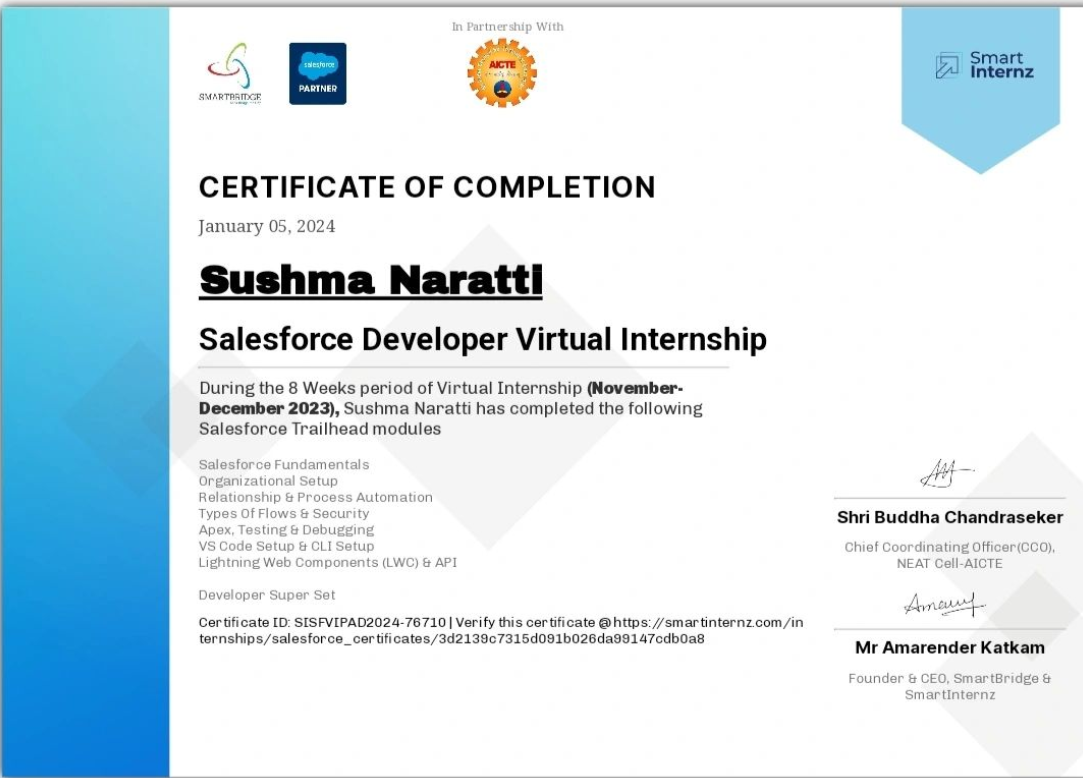 In Partnership With
SMARTBRIDGE
salesforce
PARTNER
AICTE
Smart
Internz
CERTIFICATE OF COMPLETION
January 05, 2024
Sushma Naratti
Salesforce Developer Virtual Internship
During the 8 Weeks period of Virtual Internship (November-
December 2023), Sushma Naratti has completed the following
Salesforce Trailhead modules
Salesforce Fundamentals
Organizational Setup
Relationship & Process Automation
Types Of Flows & Security
Apex, Testing & Debugging
VS Code Setup & CLI Setup
Lightning Web Components (LWC) & API
Developer Super Set
Certificate ID: SISFVIPAD2024-76710 | Verify this certificate @ https://smartinternz.com/in
ternships/salesforce_certificates/3d2139c7315d091b026da99147cdb0a8
Shri Buddha Chandraseker
Chief Coordinating Officer(CCO),
NEAT Cell-AICTE
Mr Amarender Katkam
Founder & CEO, SmartBridge &
SmartInternz